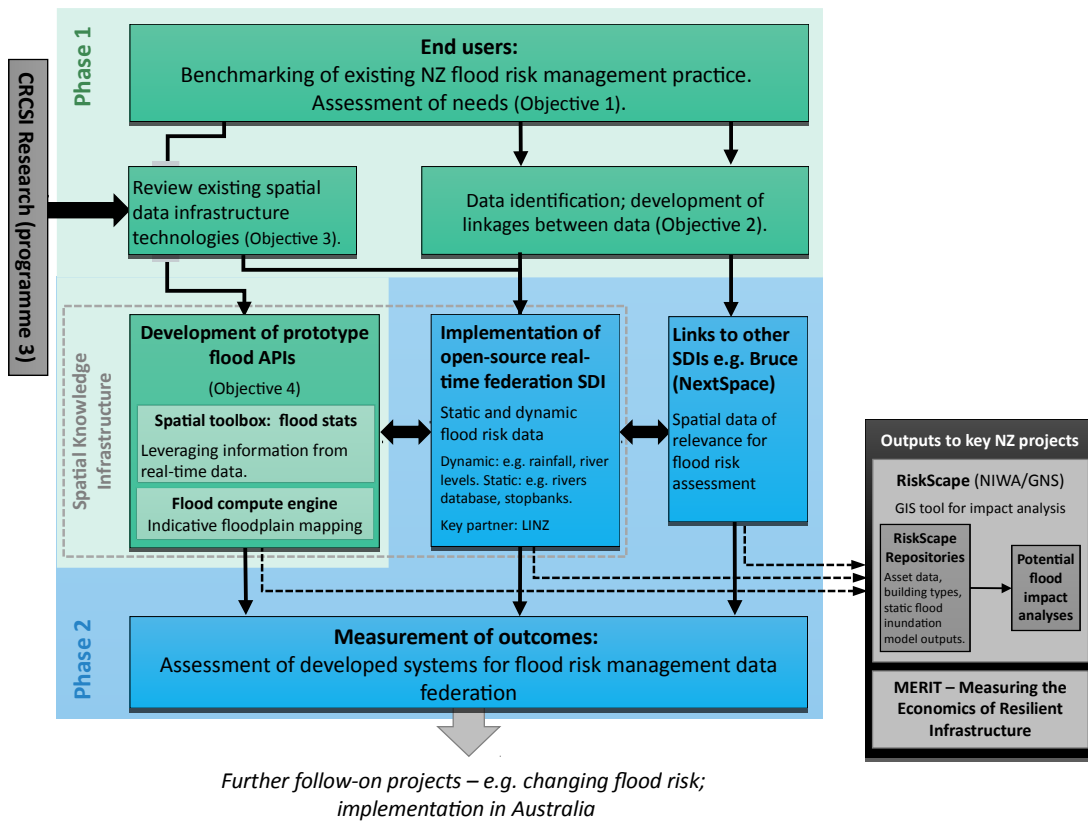 Phase 1
CRCSI Research (programme 3)
End users:
Benchmarking of existing NZ flood risk management practice.
Assessment of needs (Objective 1).
Review existing spatial
data infrastructure
technologies (Objective 3).
Data identification; development of
linkages between data (Objective 2).
Spatial Knowledge
Infrastructure
Development of prototype
flood APIs
(Objective 4)
Spatial toolbox: flood stats
Leveraging information from
real-time data.
Flood compute engine
Indicative floodplain mapping
Implementation of
open-source real-
time federation SDI
Static and dynamic
flood risk data
Dynamic: e.g. rainfall, river
levels. Static: e.g. rivers
database, stopbanks.
Key partner: LINZ
Links to other
SDIs e.g. Bruce
(NextSpace)
Spatial data of
relevance for
flood risk
assessment
Outputs to key NZ projects
RiskScape (NIWA/GNS)
GIS tool for impact analysis
RiskScape
Repositories
Asset data,
building types,
static flood
inundation
model outputs.
Potential
flood
impact
analyses
MERIT – Measuring the
Economics of Resilient
Infrastructure
Phase 2
Measurement of outcomes:
Assessment of developed systems for flood risk management data
federation
Further follow-on projects – e.g. changing flood risk;
implementation in Australia